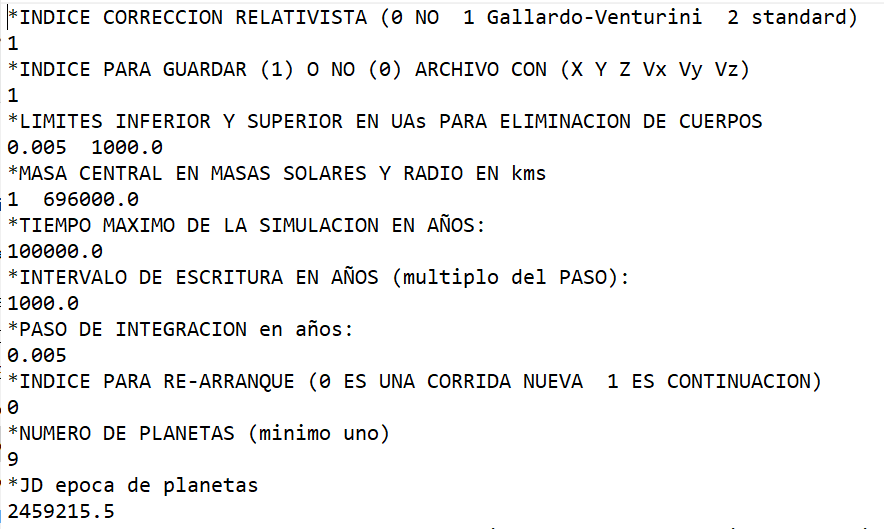 *INDICE CORRECCION RELATIVISTA (0 NO  1 Gallardo-Venturini  2 standard)
1
*INDICE PARA GUARDAR (1) O NO (0) ARCHIVO CON (X Y Z Vx Vy Vz)
1
*LIMITES INFERIOR Y SUPERIOR EN UAs PARA ELIMINACION DE CUERPOS
0.005  1000.0
*MASA CENTRAL EN MASAS SOLARES Y RADIO EN kms
1  696000.0
*TIEMPO MAXIMO DE LA SIMULACION EN AÑOS:
100000.0
*INTERVALO DE ESCRITURA EN AÑOS (multiplo del PASO):
1000.0
*PASO DE INTEGRACION en años:
0.005
*INDICE PARA RE-ARRANQUE (0 ES UNA CORRIDA NUEVA  1 ES CONTINUACION)
0
*NUMERO DE PLANETAS (minimo uno)
9
*JD epoca de planetas
2459215.5